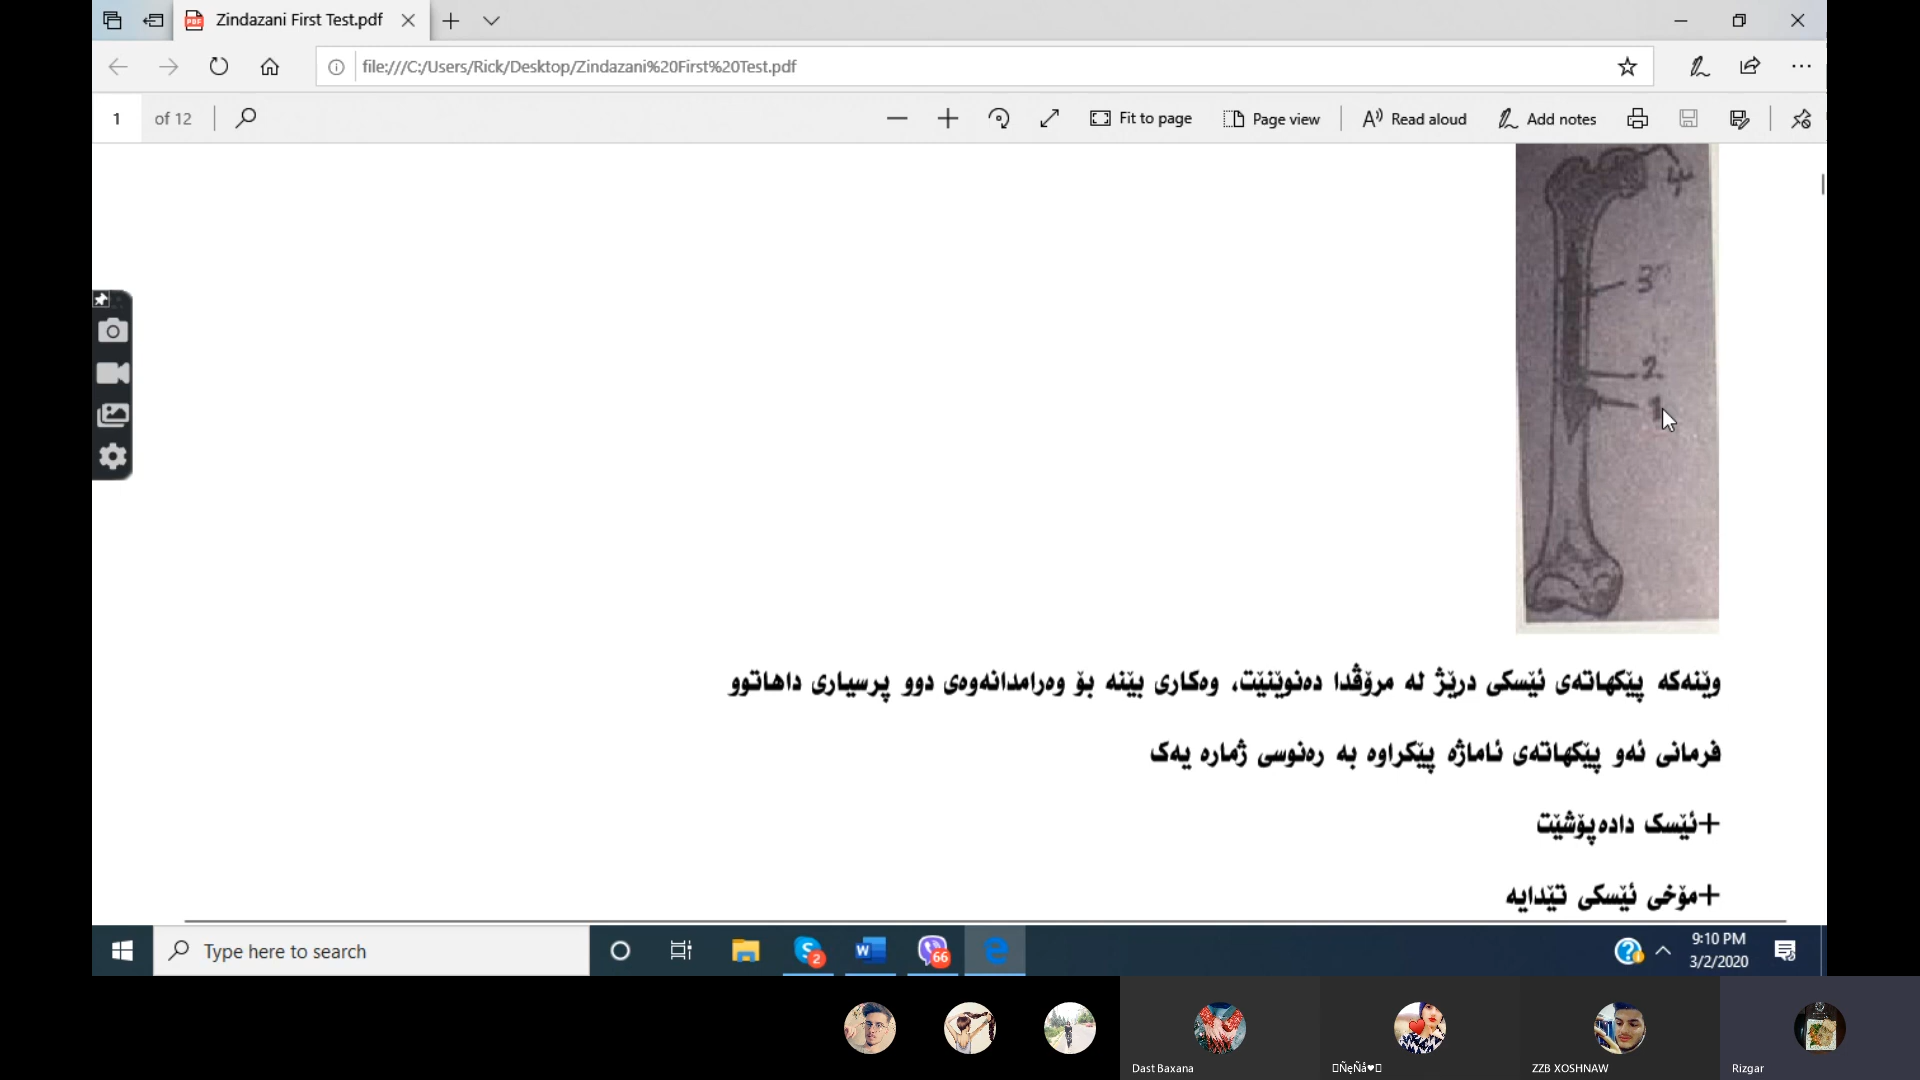 Zindazani First Test.pdf
file:///C:/Users/Rick/Desktop/Zindazani%20First%20Test.pdf
1 of 12
Fit to page
Page view
Read aloud
Add notes
4
3
2
وێنەکە پێکهاتەی ئێسکی درێژ لە مرۆڤدا دەنوێنێت، وەکاری بێنە بۆ وەرامدانەوەی دوو پرسیاری داهاتوو
فرمانی ئەو پێکهاتەی ئاماژە پێکراوە بە رەنوسی ژمارە یەک
+ئێسک دادەپۆشێت
+مۆخی ئێسکی تێدایە
Type here to search
2
66
9:10 PM
3/2/2020
Dast Baxana
ZZB XOSHNAW
Rizgar